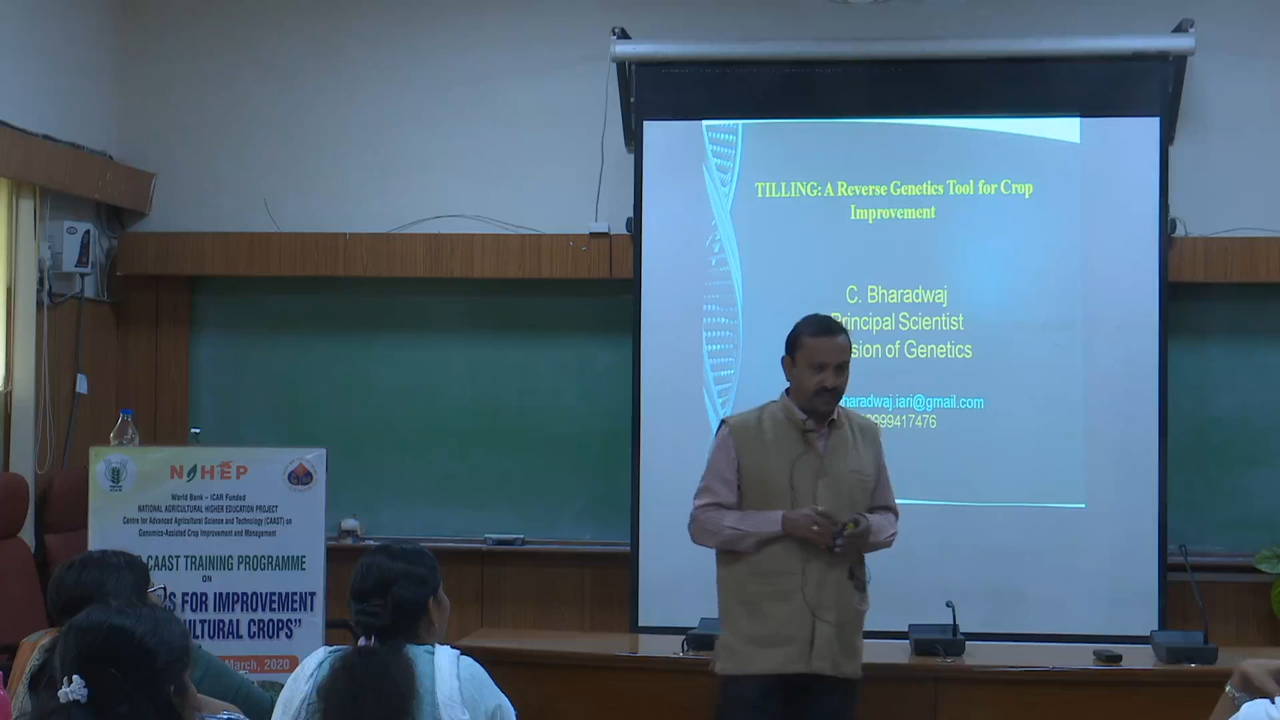 TILLING: A Reverse Genetics Tool for Crop
Improvement
C. Bharadwaj
Principal Scientist
sion of Genetics
haradwaj.iari@gmail.com
999417476
NAHEP
World Bank – ICAR Funded
NATIONAL AGRICULTURAL HIGHER EDUCATION PROJECT
Centre for Advanced Agricultural Science and Technology (CAAST) on
Genomics-Assisted Crop Improvement and Management
CAAST TRAINING PROGRAMME
ON
S FOR IMPROVEMENT
LTURAL CROPS”
March, 2020